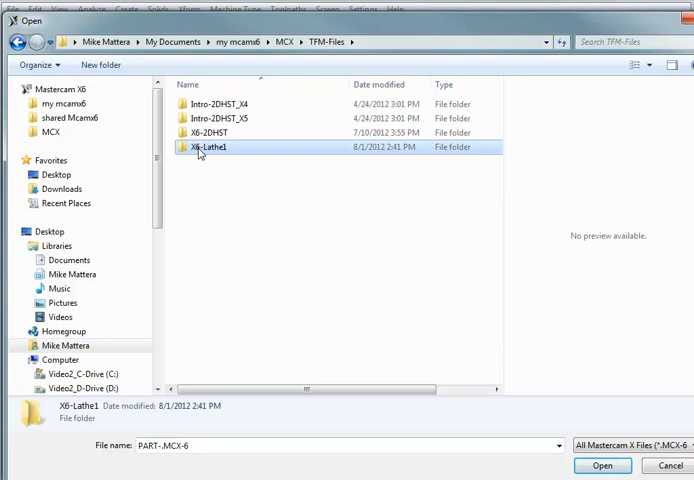 File Edit View Analyze Create Solids Xform Machine Type Toolpaths Screen Settings Help
Open
Mike Mattera My Documents my mcamx6 MCX TFM-Files Search TFM-Files
Organize New folder
Name Date modified Type
Mastercam X6
my mcamx6
shared Mcamx6
MCX
Favorites
Desktop
Downloads
Recent Places
Desktop
Libraries
Documents
Mike Mattera
Music
Pictures
Videos
Homegroup
Mike Mattera
Computer
Video2_C-Drive (C:)
Video2_D-Drive (D:)
Intro-2DHST_X4 4/24/2012 3:01 PM File folder
Intro-2DHST_X5 4/24/2012 3:01 PM File folder
X6-2DHST 7/10/2012 3:55 PM File folder
X6-Lathe1 8/1/2012 2:41 PM File folder
No preview available.
X6-Lathe1 Date modified: 8/1/2012 2:41 PM
File folder
File name: PART-.MCX-6 All Mastercam X Files (*.MCX-6
Open Cancel